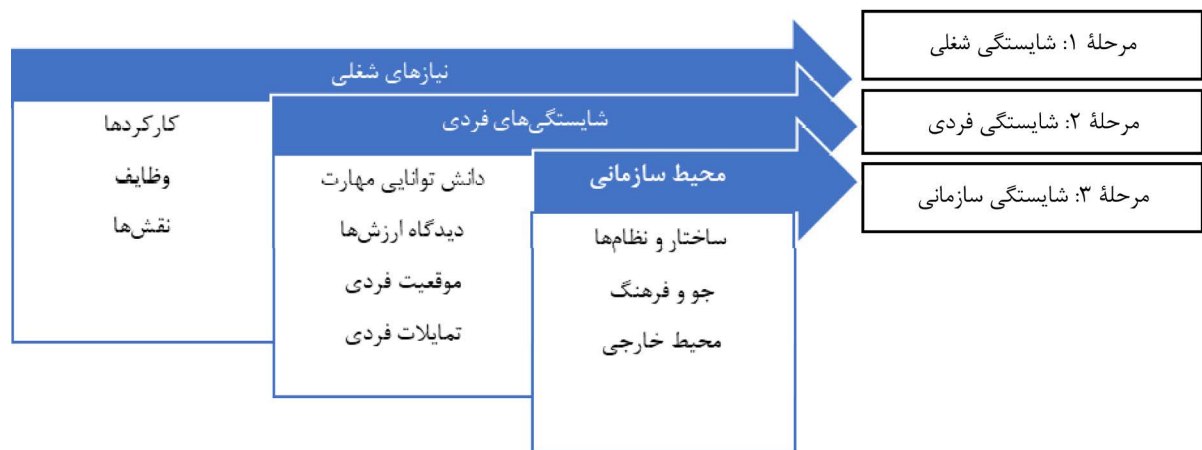 مرحلهٔ ۱: شایستگی شغلی
نیازهای شغلی
کارکردها
وظایف
نقش‌ها
مرحلهٔ ۲: شایستگی فردی
شایستگی‌های فردی
دانش توانایی مهارت
دیدگاه ارزش‌ها
موقعیت فردی
تمایلات فردی
مرحلهٔ ۳: شایستگی سازمانی
محیط سازمانی
ساختار و نظام‌ها
جو و فرهنگ
محیط خارجی